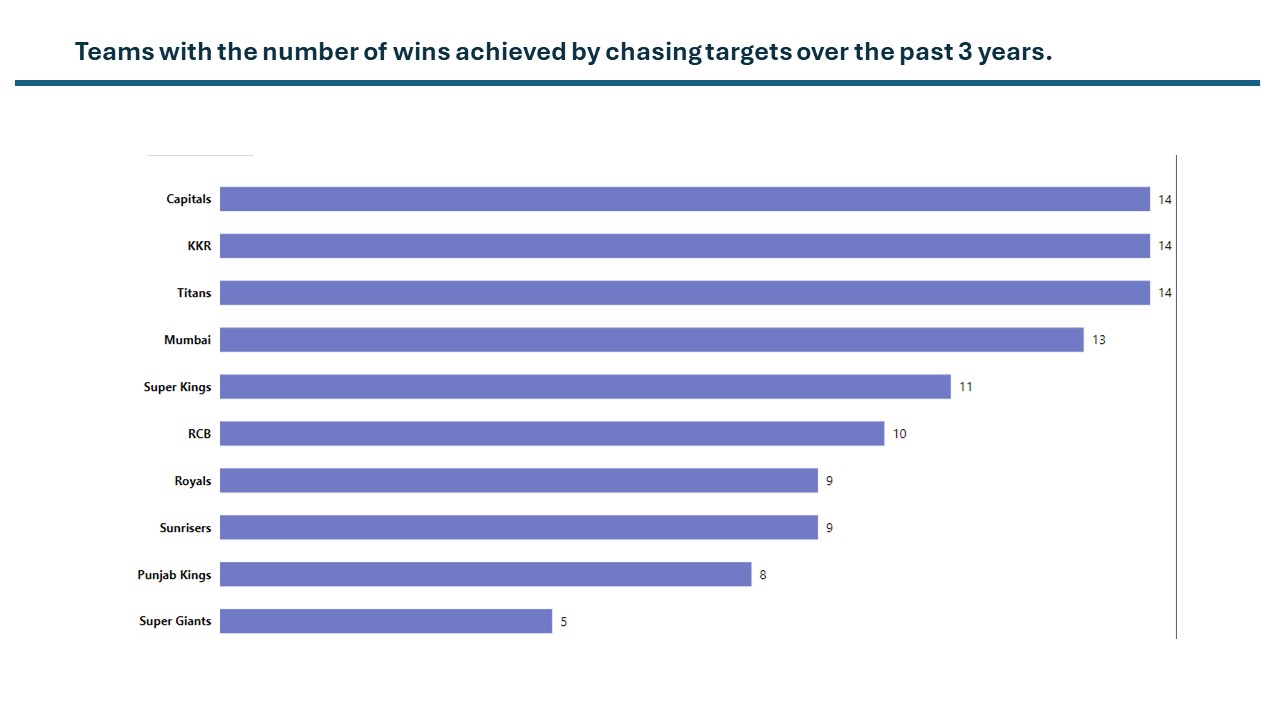 Teams with the number of wins achieved by chasing targets over the past 3 years.
Capitals 14
KKR 14
Titans 14
Mumbai 13
Super Kings 11
RCB 10
Royals 9
Sunrisers 9
Punjab Kings 8
Super Giants 5